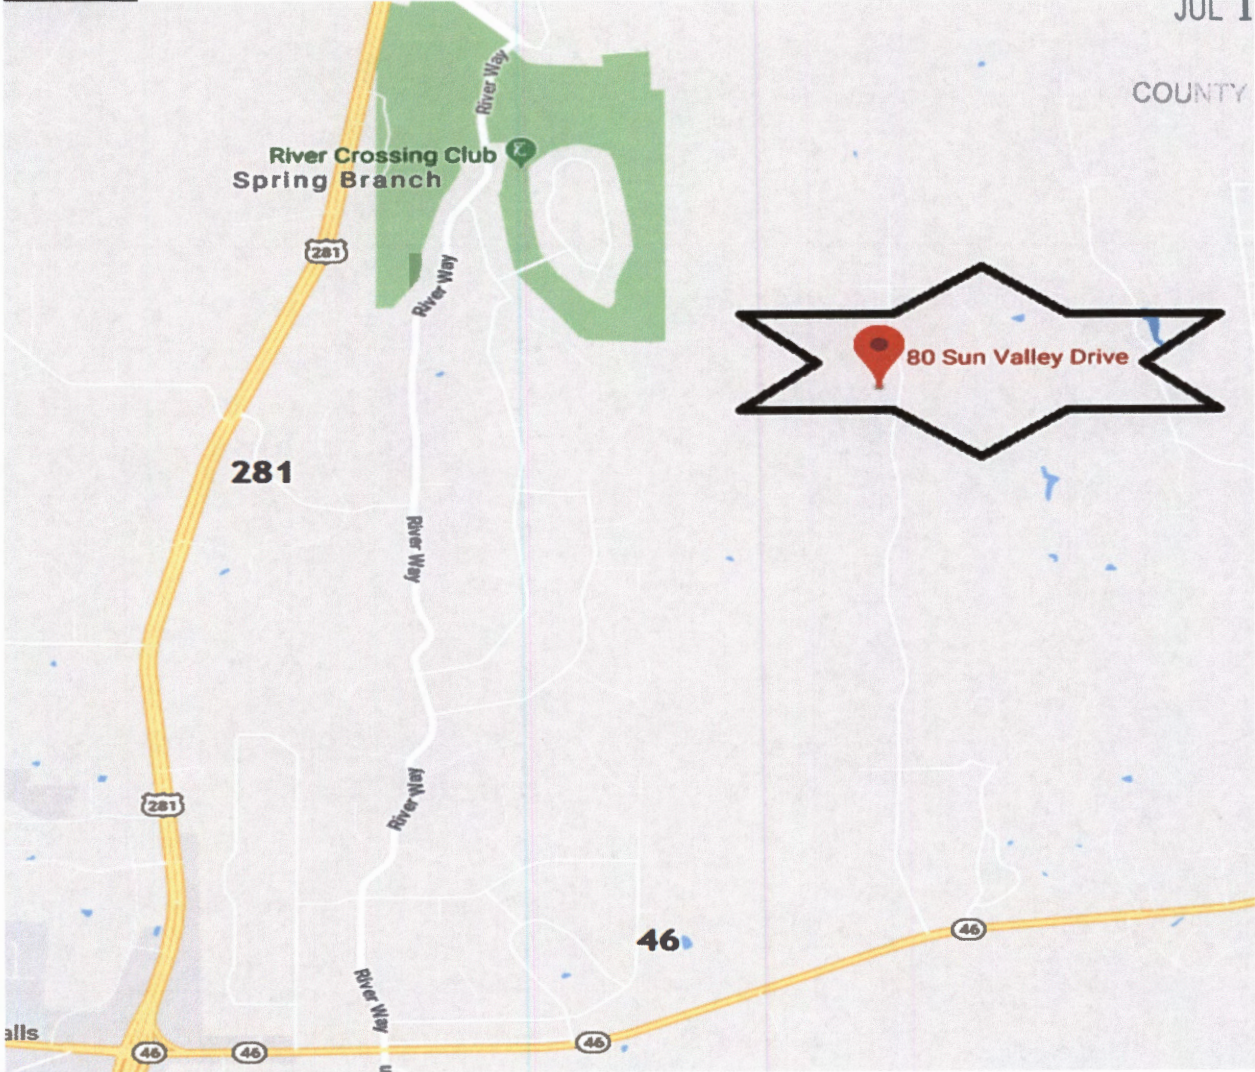 JUL 1
COUNTY
River Way
River Crossing Club
Spring Branch
281
River Way
80 Sun Valley Drive
281
River Way
River Way
281
46
46
River Way
alls
46
46
46